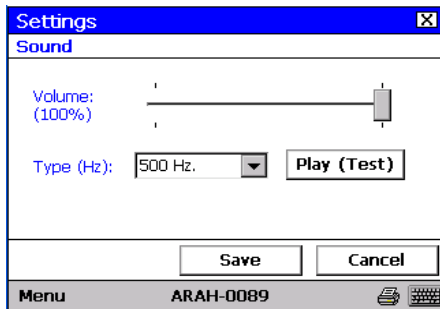 Settings
Sound
Volume:
(100%)
Type (Hz): 500 Hz. Play (Test)
Save Cancel
Menu ARAH-0089